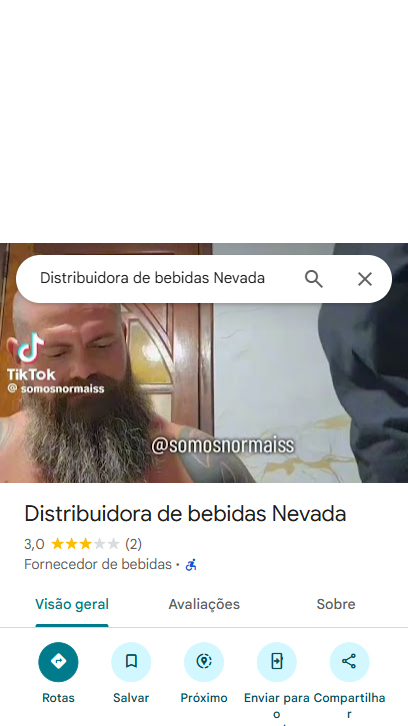 Distribuidora de bebidas Nevada
TikTok
@ somosnormaiss
@somosnormaiss
Distribuidora de bebidas Nevada
3,0 (2)
Fornecedor de bebidas ·
Visão geral Avaliações Sobre
Rotas Salvar Próximo Enviar para o Compartilhar